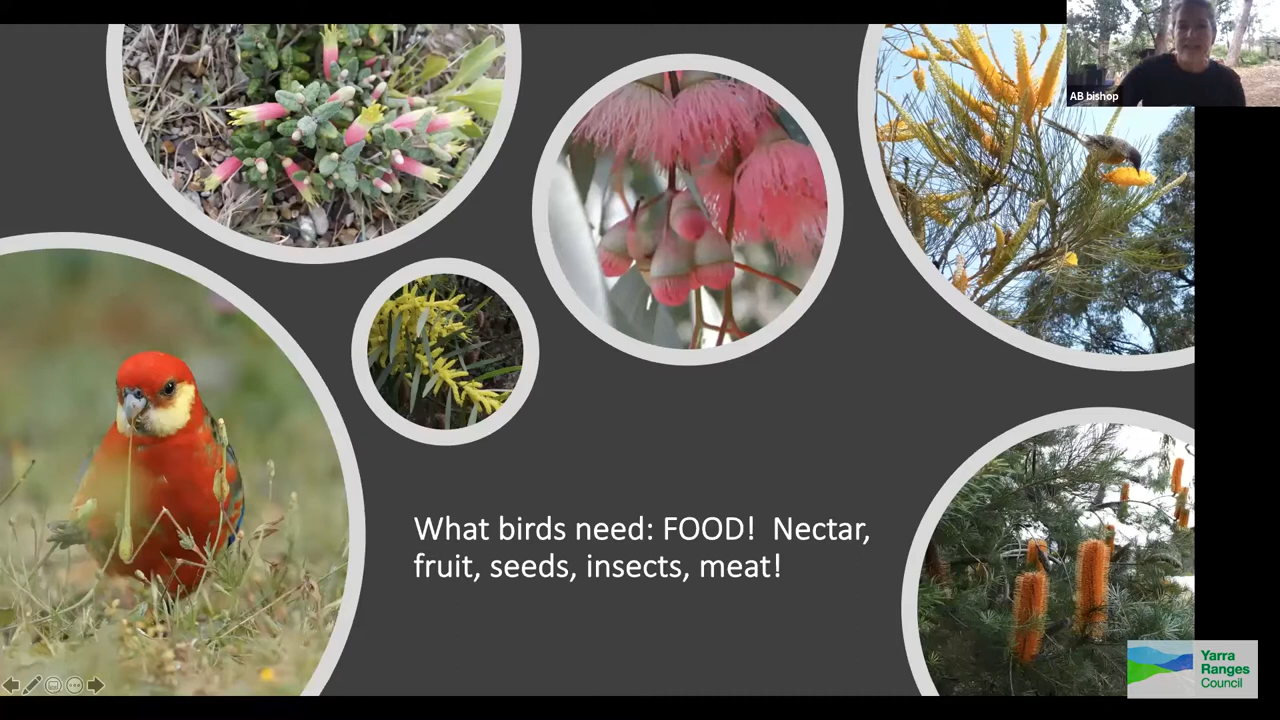 AB bishop
What birds need: FOOD!  Nectar,
fruit, seeds, insects, meat!
Yarra
Ranges
Council